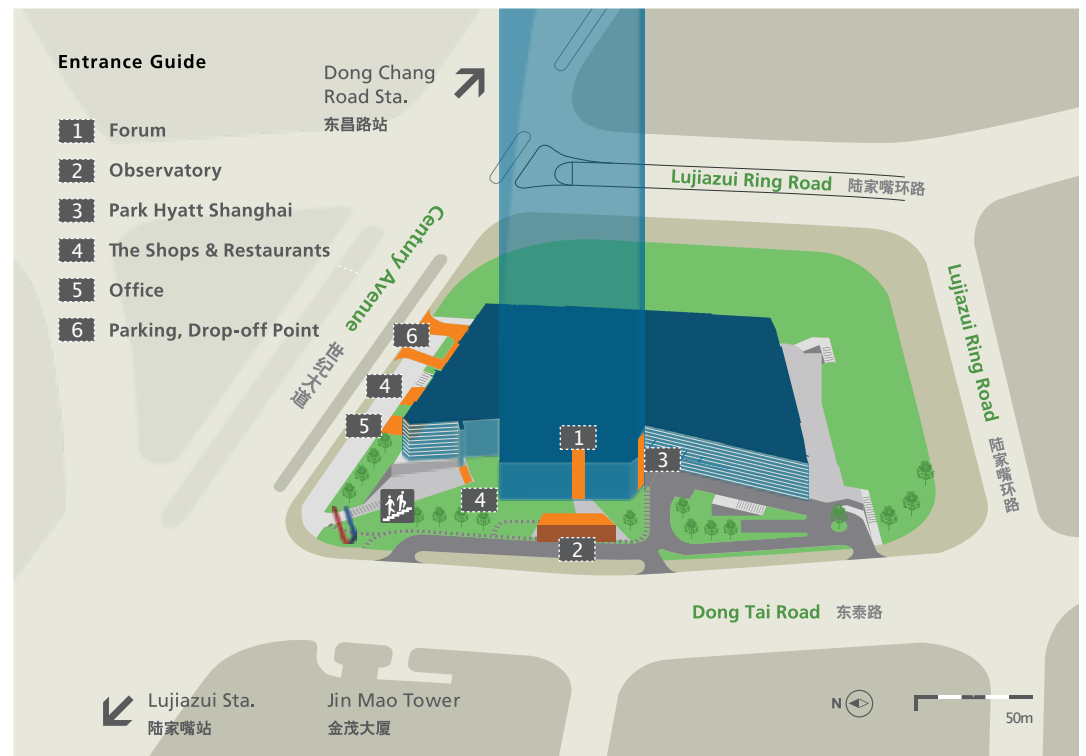 Entrance Guide
1 Forum
2 Observatory
3 Park Hyatt Shanghai
4 The Shops & Restaurants
5 Office
6 Parking, Drop-off Point
Dong Chang
Road Sta.
东昌路站
Lujiazui Ring Road 陆家嘴环路
Century Avenue
世纪大道
Lujiazui Ring Road
陆家嘴环路
6
4
5
1
3
4
2
Dong Tai Road 东泰路
Lujiazui Sta.
陆家嘴站
Jin Mao Tower
金茂大厦
N
50m